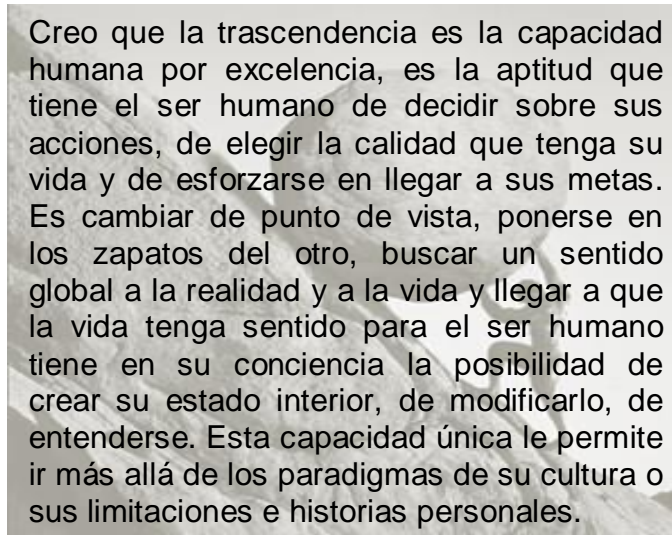 Creo que la trascendencia es la capacidad
humana por excelencia, es la aptitud que
tiene el ser humano de decidir sobre sus
acciones, de elegir la calidad que tenga su
vida y de esforzarse en llegar a sus metas.
Es cambiar de punto de vista, ponerse en
los zapatos del otro, buscar un sentido
global a la realidad y a la vida y llegar a que
la vida tenga sentido para el ser humano
tiene en su conciencia la posibilidad de
crear su estado interior, de modificarlo, de
entenderse. Esta capacidad única le permite
ir más allá de los paradigmas de su cultura o
sus limitaciones e historias personales.